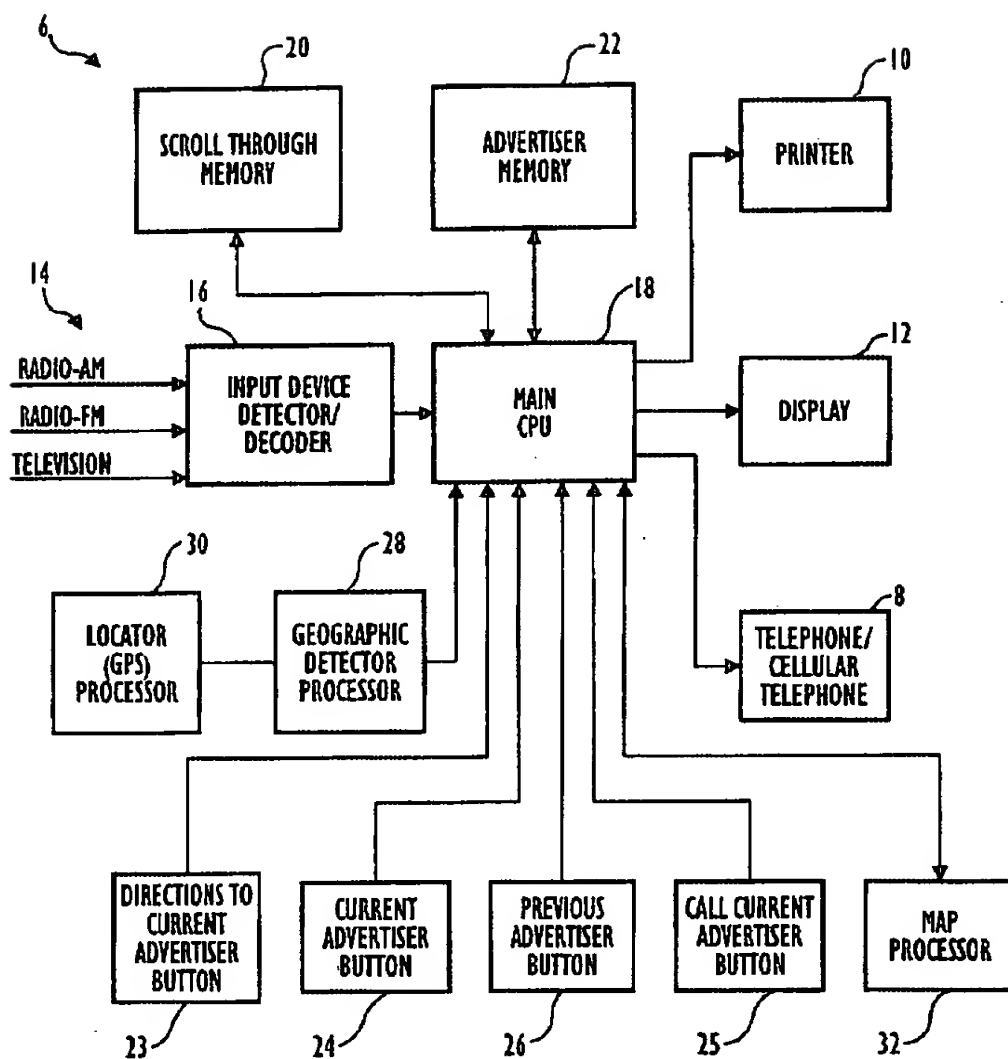 6
20
22
10
SCROLL THROUGH
MEMORY
ADVERTISER
MEMORY
PRINTER
14
16
18
12
RADIO-AM
RADIO-FM
TELEVISION
INPUT DEVICE
DETECTOR/
DECODER
MAIN
CPU
DISPLAY
30
28
8
LOCATOR
(GPS)
PROCESSOR
GEOGRAPHIC
DETECTOR
PROCESSOR
TELEPHONE/
CELLULAR
TELEPHONE
DIRECTIONS TO
CURRENT
ADVERTISER
BUTTON
CURRENT
ADVERTISER
BUTTON
PREVIOUS
ADVERTISER
BUTTON
CALL CURRENT
ADVERTISER
BUTTON
MAP
PROCESSOR
23
24
26
25
32